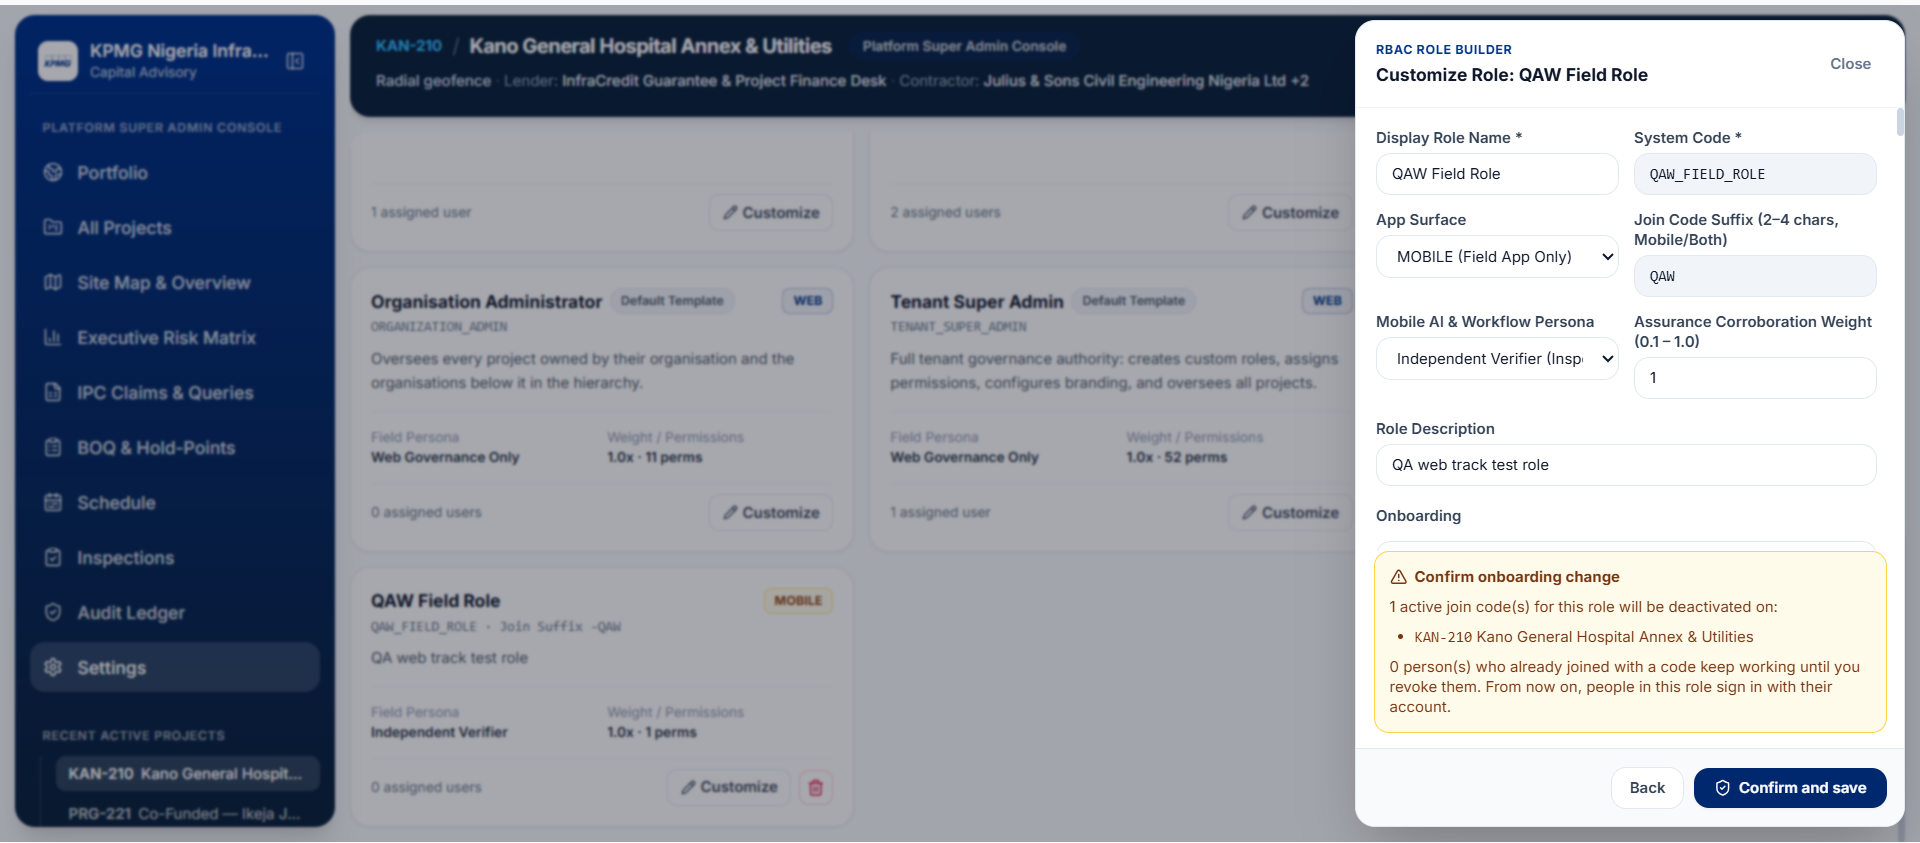 KPMG Nigeria Infra...
Capital Advisory
PLATFORM SUPER ADMIN CONSOLE
Portfolio
All Projects
Site Map & Overview
Executive Risk Matrix
IPC Claims & Queries
BOQ & Hold-Points
Schedule
Inspections
Audit Ledger
Settings
RECENT ACTIVE PROJECTS
KAN-210 Kano General Hospit...
PRG-221 Co-Funded — Ikeja J...
KAN-210 / Kano General Hospital Annex & Utilities Platform Super Admin Console
Radial geofence · Lender: InfraCredit Guarantee & Project Finance Desk · Contractor: Julius & Sons Civil Engineering Nigeria Ltd +2
1 assigned user Customize
2 assigned users Customize
Organisation Administrator Default Template WEB
ORGANIZATION_ADMIN
Oversees every project owned by their organisation and the
organisations below it in the hierarchy.
Field Persona Weight / Permissions
Web Governance Only 1.0x · 11 perms
0 assigned users Customize
Tenant Super Admin Default Template WEB
TENANT_SUPER_ADMIN
Full tenant governance authority: creates custom roles, assigns
permissions, configures branding, and oversees all projects.
Field Persona Weight / Permissions
Web Governance Only 1.0x · 52 perms
1 assigned user Customize
QAW Field Role MOBILE
QAW_FIELD_ROLE · Join Suffix -QAW
QA web track test role
Field Persona Weight / Permissions
Independent Verifier 1.0x · 1 perms
0 assigned users Customize
RBAC ROLE BUILDER
Customize Role: QAW Field Role
Close
Display Role Name * System Code *
QAW Field Role QAW_FIELD_ROLE
App Surface Join Code Suffix (2–4 chars,
Mobile/Both)
MOBILE (Field App Only) QAW
Mobile AI & Workflow Persona Assurance Corroboration Weight
(0.1 – 1.0)
Independent Verifier (Insp 1
Role Description
QA web track test role
Onboarding
Confirm onboarding change
1 active join code(s) for this role will be deactivated on:
• KAN-210 Kano General Hospital Annex & Utilities
0 person(s) who already joined with a code keep working until you
revoke them. From now on, people in this role sign in with their
account.
Back Confirm and save